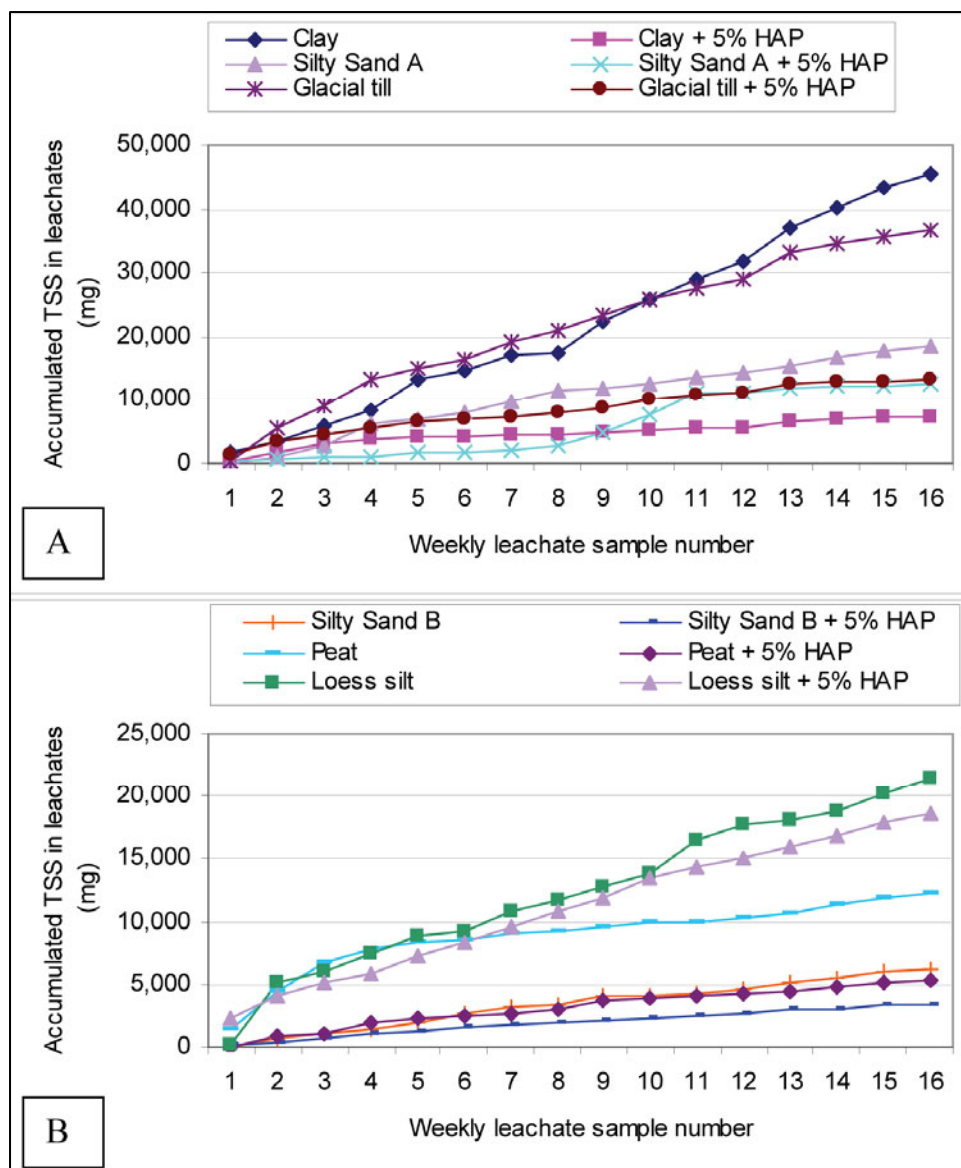 Clay Clay + 5% HAP
Silty Sand A Silty Sand A + 5% HAP
Glacial till Glacial till + 5% HAP
Accumulated TSS in leachates
(mg)
50,000
40,000
30,000
20,000
10,000
0
1 2 3 4 5 6 7 8 9 10 11 12 13 14 15 16
Weekly leachate sample number
A
Silty Sand B Silty Sand B + 5% HAP
Peat Peat + 5% HAP
Loess silt Loess silt + 5% HAP
Accumulated TSS in leachates
(mg)
25,000
20,000
15,000
10,000
5,000
0
1 2 3 4 5 6 7 8 9 10 11 12 13 14 15 16
Weekly leachate sample number
B